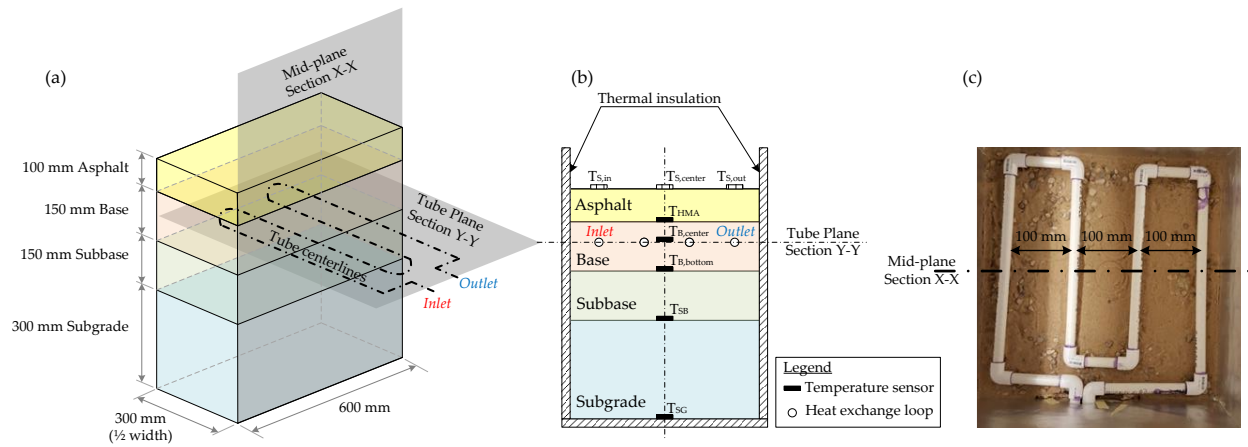 (a)
Mid-plane
Section X-X
100 mm Asphalt
150 mm Base
150 mm Subbase
300 mm Subgrade
Tube Plane
Section Y-Y
Tube centerlines
Outlet
Inlet
300 mm
(½ width)
600 mm
(b)
Thermal insulation
TS,in
TS,center
TS,out
Asphalt
THMA
Inlet
TB,center
Outlet
Base
TB,bottom
Tube Plane
Section Y-Y
Subbase
TSB
Subgrade
TSG
Legend
Temperature sensor
Heat exchange loop
(c)
100 mm
100 mm
100 mm
Mid-plane
Section X-X